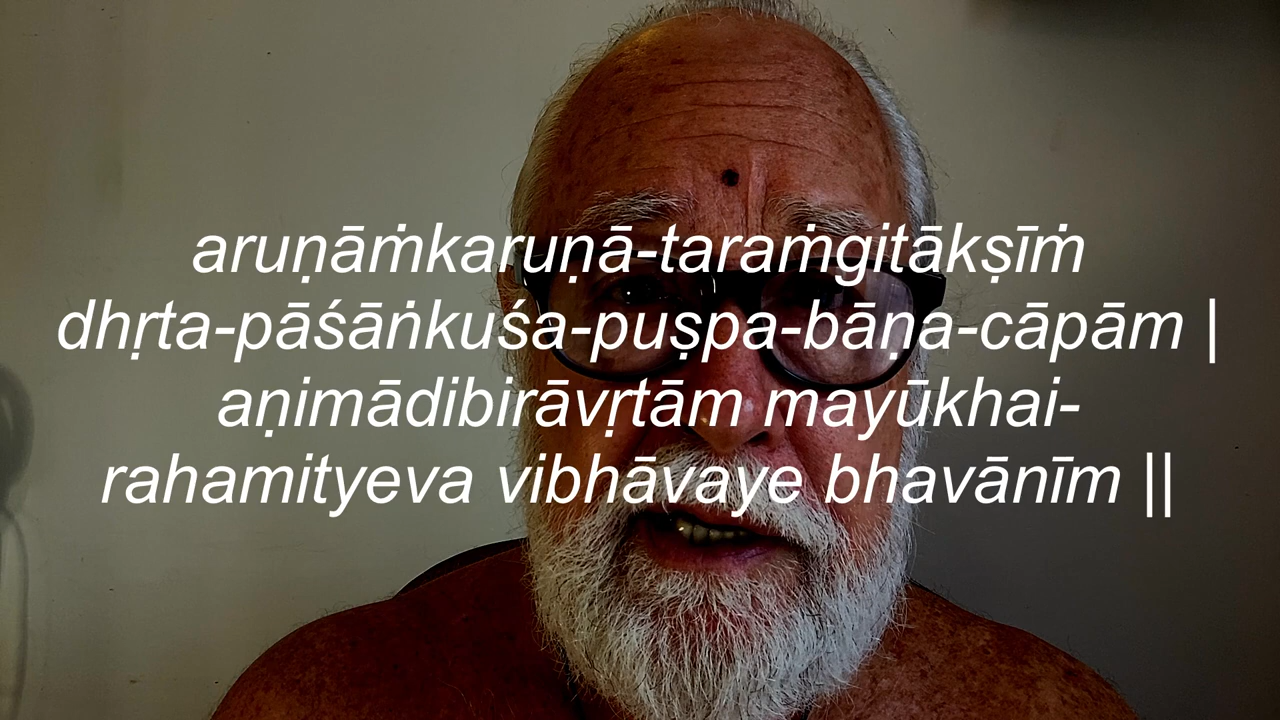 aruṇāṁkaruṇā-taraṁgitākṣīṁ
dhṛta-pāśāṅkuśa-puṣpa-bāṇa-cāpām |
aṇimādibirāvṛtām mayūkhai-
rahamityeva vibhāvaye bhavānīm ||